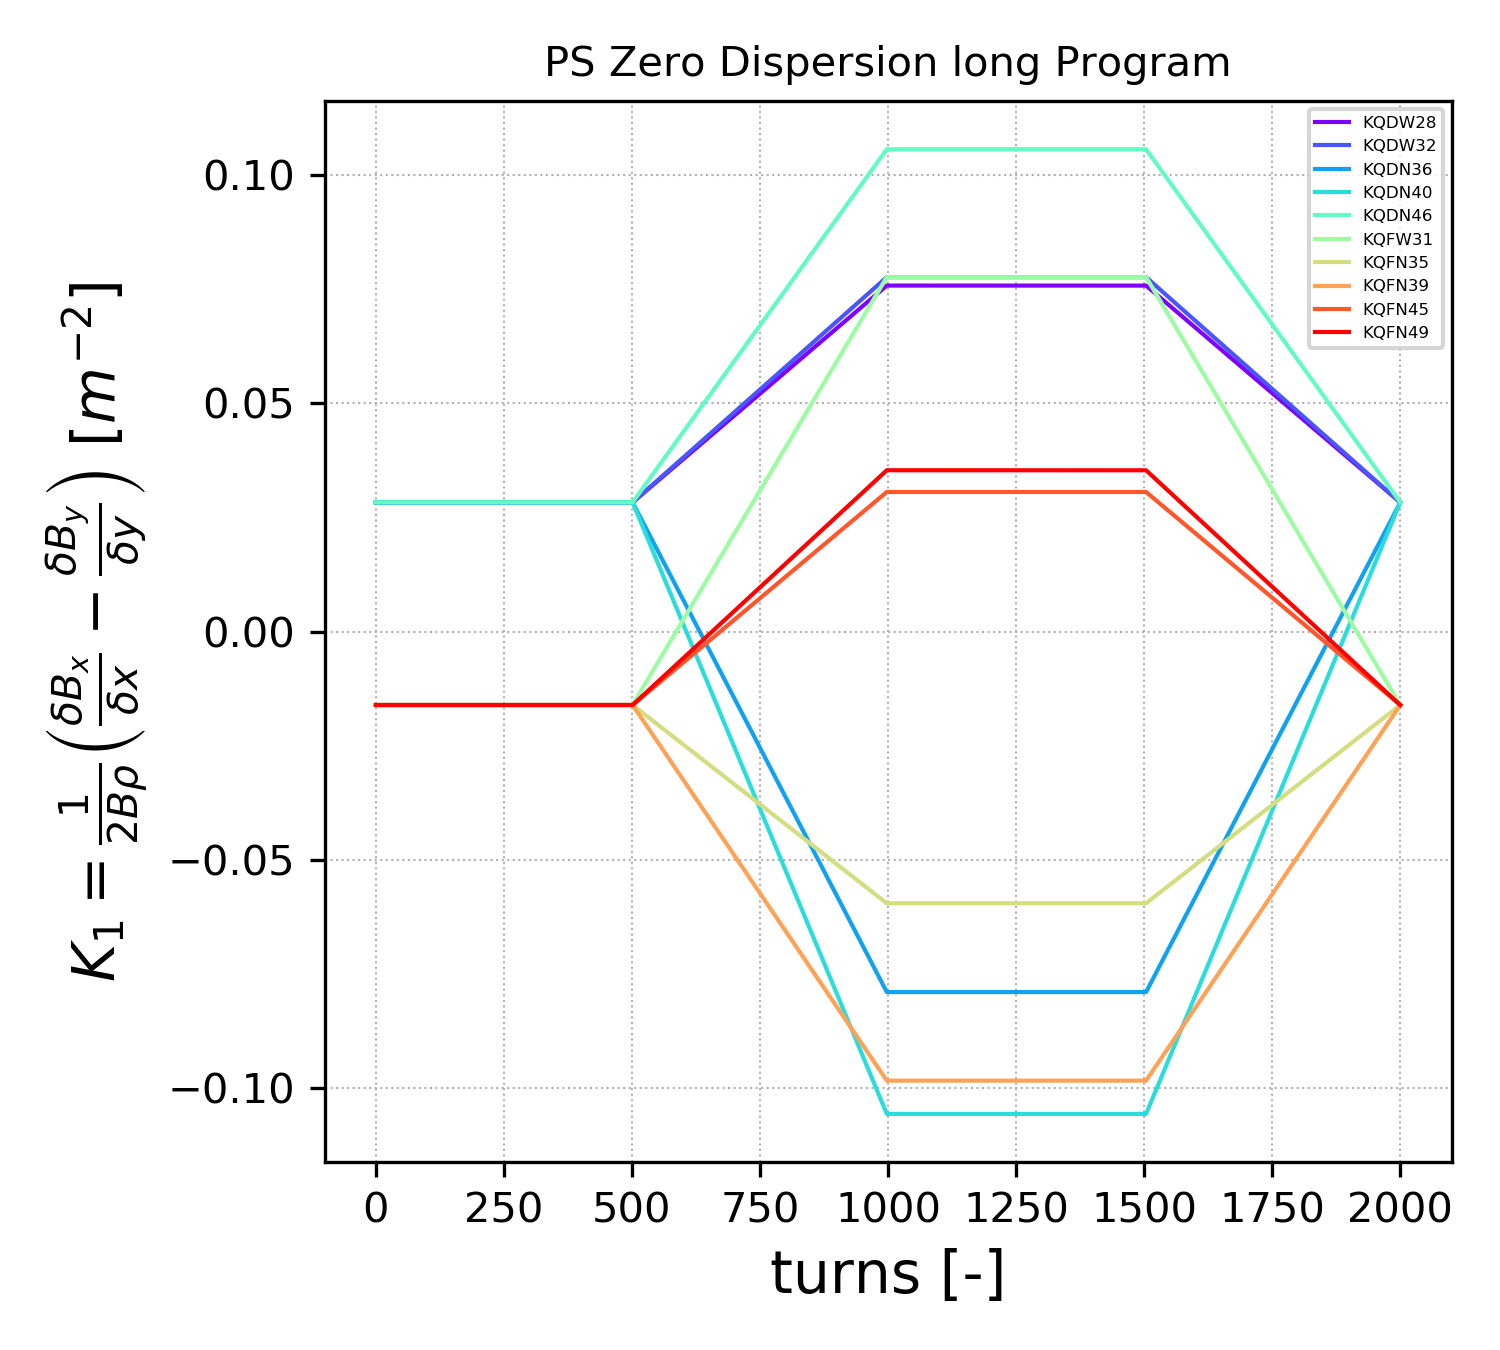 PS Zero Dispersion long Program
K₁ = 1/2Bρ (δBₓ/δx − δB_y/δy) [m⁻²]
0.10
0.05
0.00
−0.05
−0.10
KQDW28
KQDW32
KQDN36
KQDN40
KQDN46
KQFW31
KQFN35
KQFN39
KQFN45
KQFN49
0 250 500 750 1000 1250 1500 1750 2000
turns [-]